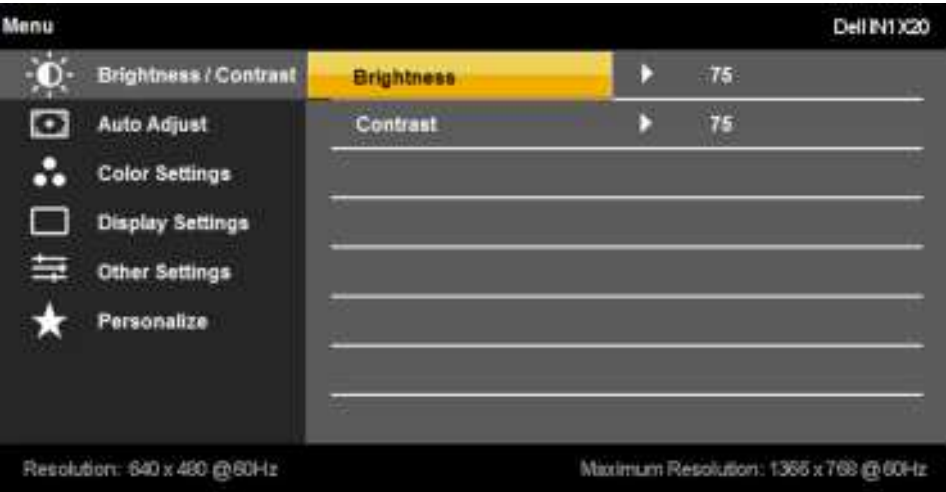 Menu Dell IN1X20
Brightness / Contrast Brightness 75
Auto Adjust Contrast 75
Color Settings
Display Settings
Other Settings
Personalize
Resolution: 640 x 480 @60Hz Maximum Resolution: 1366 x 768 @60Hz